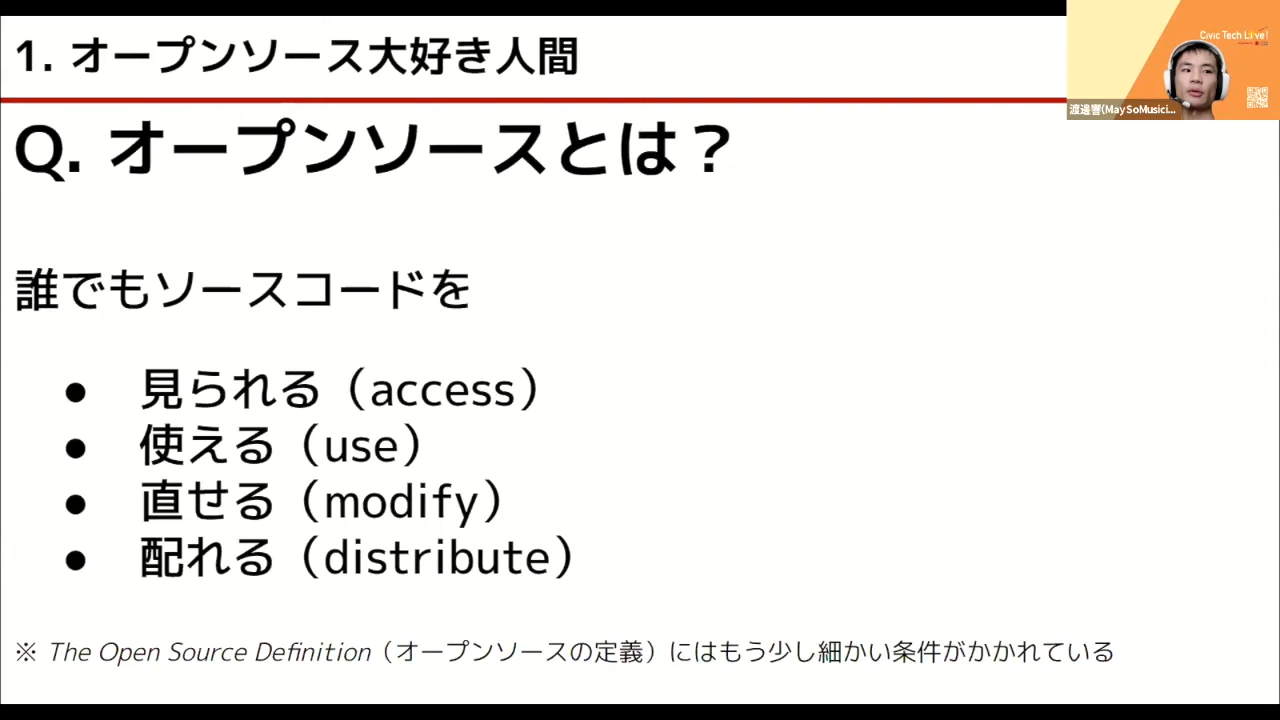 1. オープンソース大好き人間
Civic Tech Live!
渡邊響(May SoMusici...
Q. オープンソースとは？
誰でもソースコードを
● 見られる（access）
● 使える（use）
● 直せる（modify）
● 配れる（distribute）
※ The Open Source Definition（オープンソースの定義）にはもう少し細かい条件がかかれている